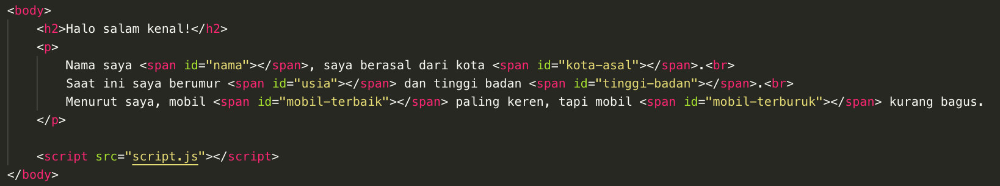 <body>
<h2>Halo salam kenal!</h2>
<p>
Nama saya <span id="nama"></span>, saya berasal dari kota <span id="kota-asal"></span>.<br>
Saat ini saya berumur <span id="usia"></span> dan tinggi badan <span id="tinggi-badan"></span>.<br>
Menurut saya, mobil <span id="mobil-terbaik"></span> paling keren, tapi mobil <span id="mobil-terburuk"></span> kurang bagus.
</p>
<script src="script.js"></script>
</body>